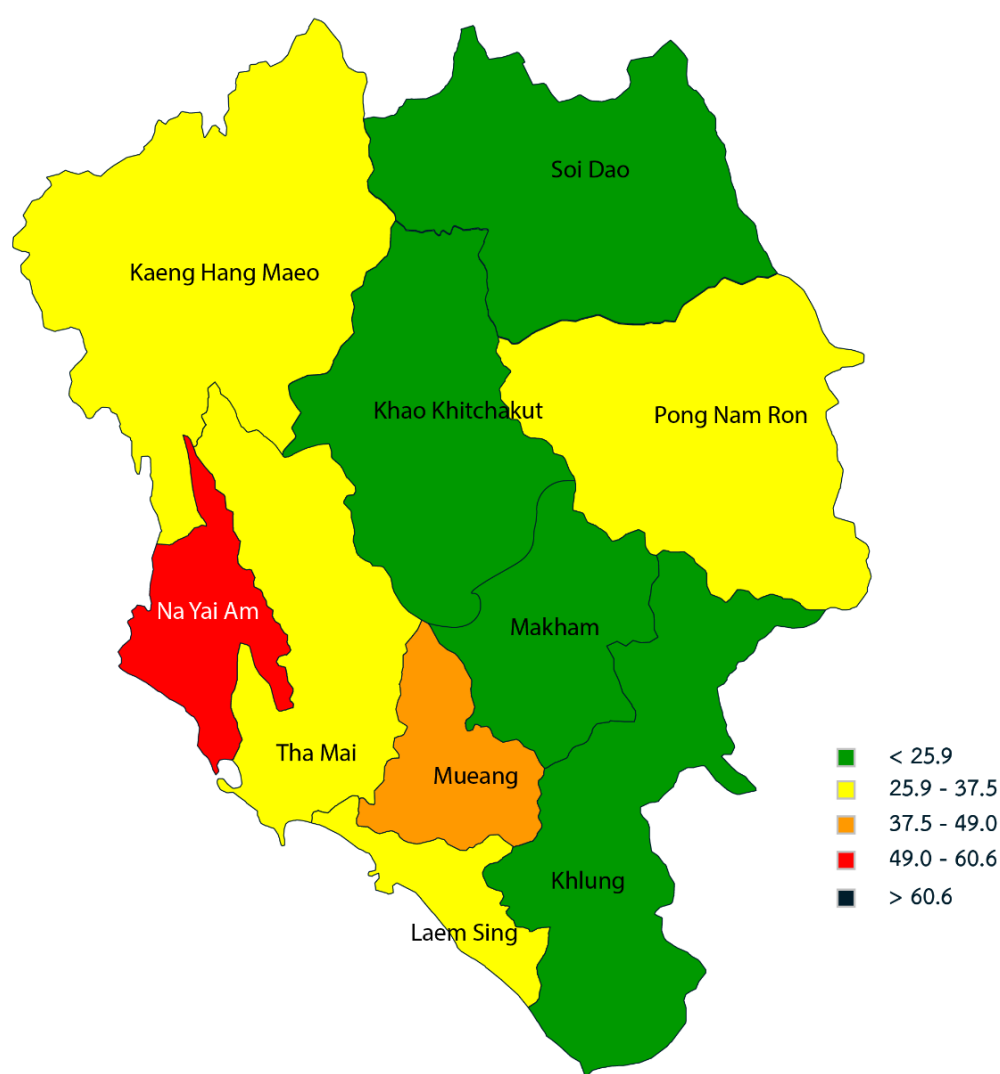 Soi Dao
Kaeng Hang Maeo
Khao Khitchakut
Pong Nam Ron
Na Yai Am
Makham
Tha Mai
Mueang
Khlung
Laem Sing
< 25.9
25.9 - 37.5
37.5 - 49.0
49.0 - 60.6
> 60.6